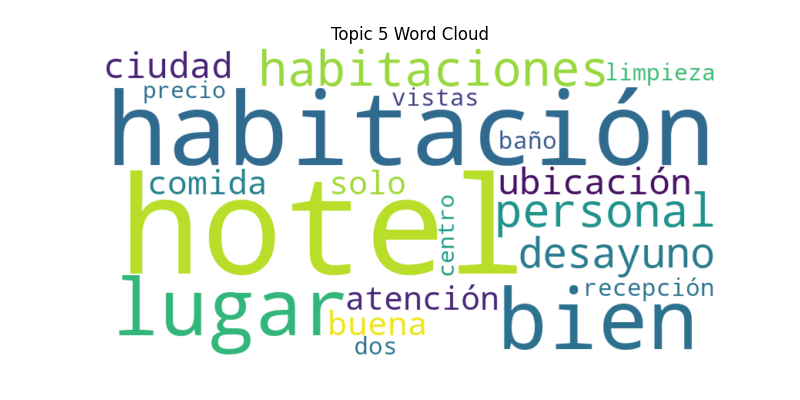 Topic 5 Word Cloud
ciudad habitaciones limpieza
precio vistas
habitación baño
comida solo ubicación
hotel centro personal
desayuno
lugar atención bien recepción
buena
dos